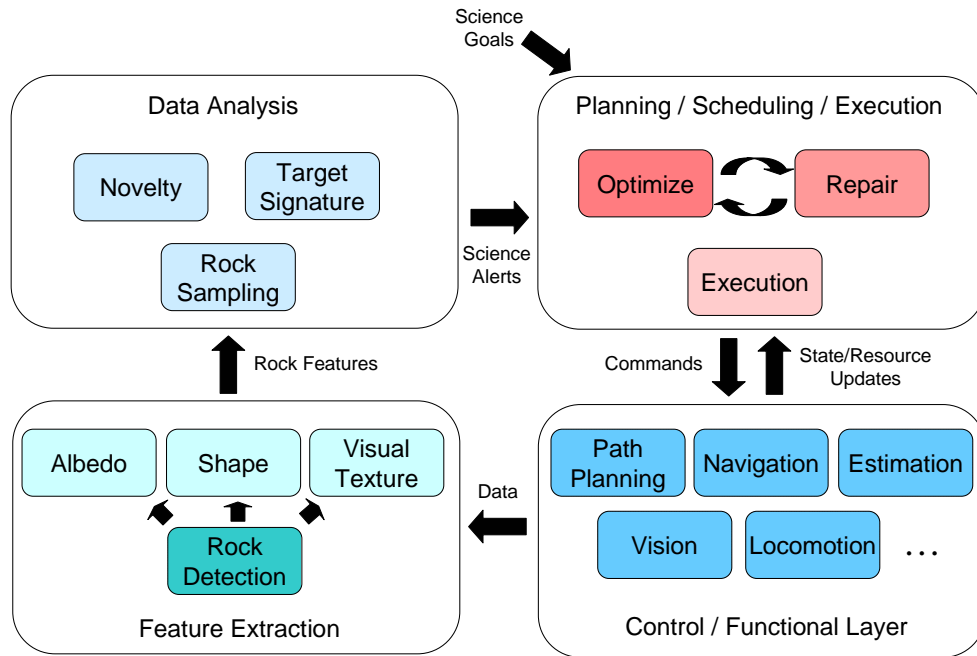 Science
Goals
Data Analysis
Novelty
Target
Signature
Rock
Sampling
Science
Alerts
Planning / Scheduling / Execution
Optimize
Repair
Execution
Rock Features
Commands
State/Resource
Updates
Albedo
Shape
Visual
Texture
Rock
Detection
Feature Extraction
Data
Path
Planning
Navigation
Estimation
Vision
Locomotion
...
Control / Functional Layer